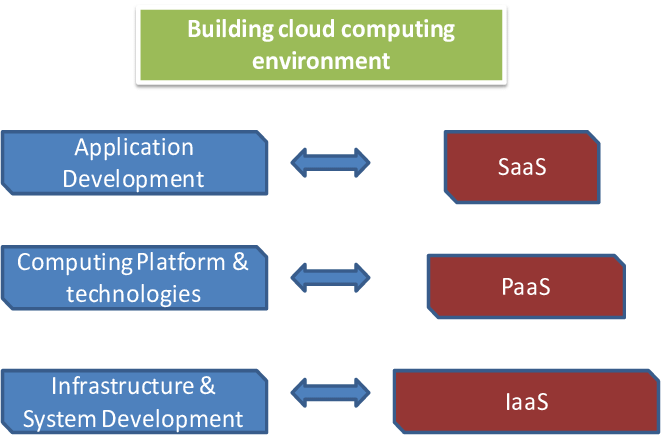 Building cloud computing
environment
Application
Development
SaaS
Computing Platform &
technologies
PaaS
Infrastructure &
System Development
IaaS